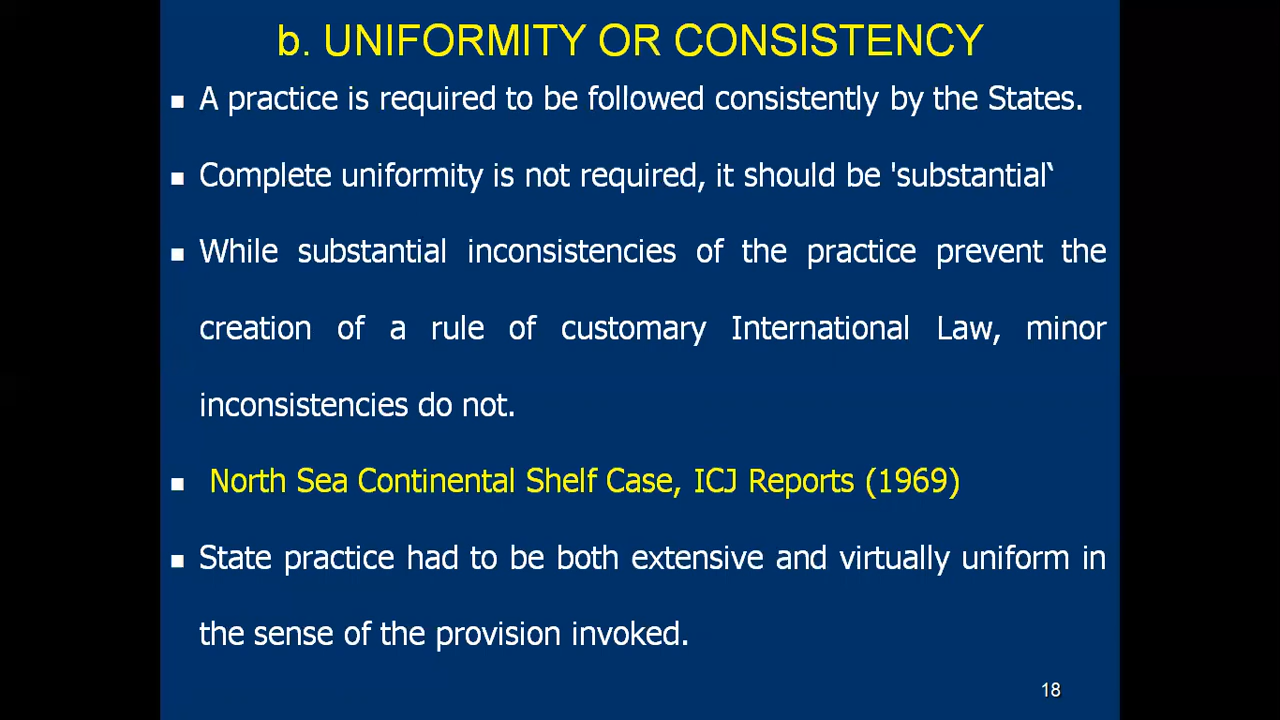 b. UNIFORMITY OR CONSISTENCY
▪ A practice is required to be followed consistently by the States.
▪ Complete uniformity is not required, it should be 'substantial‘
▪ While substantial inconsistencies of the practice prevent the
creation of a rule of customary International Law, minor
inconsistencies do not.
▪ North Sea Continental Shelf Case, ICJ Reports (1969)
▪ State practice had to be both extensive and virtually uniform in
the sense of the provision invoked.
18